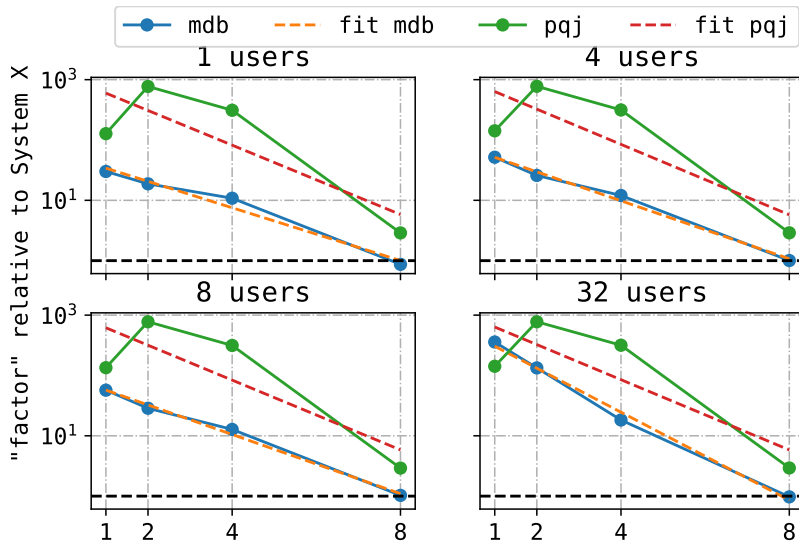 mdb fit mdb pqj fit pqj
1 users 4 users
10³
10¹
8 users 32 users
10³
10¹
1 2 4 8 1 2 4 8
"factor" relative to System X